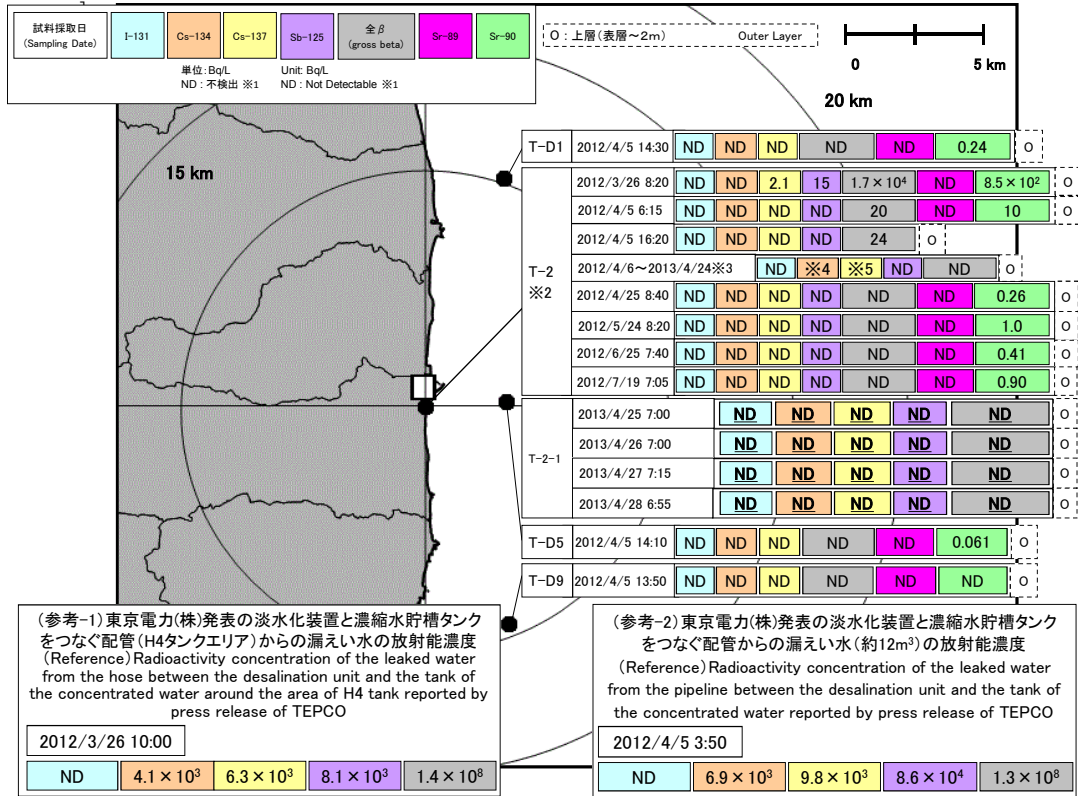 試料採取日
(Sampling Date)
I-131
Cs-134
Cs-137
Sb-125
全β
(gross beta)
Sr-89
Sr-90
単位:Bq/L Unit: Bq/L
ND : 不検出 ※1 ND : Not Detectable ※1
O : 上層(表層～2m) Outer Layer
0 5 km
20 km
15 km
T-D1 2012/4/5 14:30 ND ND ND ND ND 0.24 O
T-2
※2
2012/3/26 8:20 ND ND 2.1 15 1.7×10⁴ ND 8.5×10² O
2012/4/5 6:15 ND ND ND ND 20 ND 10 O
2012/4/5 16:20 ND ND ND ND 24 O
2012/4/6～2013/4/24※3 ND ※4 ※5 ND ND O
2012/4/25 8:40 ND ND ND ND ND ND 0.26 O
2012/5/24 8:20 ND ND ND ND ND ND 1.0 O
2012/6/25 7:40 ND ND ND ND ND ND 0.41 O
2012/7/19 7:05 ND ND ND ND ND ND 0.90 O
T-2-1
2013/4/25 7:00 ND ND ND ND ND O
2013/4/26 7:00 ND ND ND ND ND O
2013/4/27 7:15 ND ND ND ND ND O
2013/4/28 6:55 ND ND ND ND ND O
T-D5 2012/4/5 14:10 ND ND ND ND ND 0.061 O
T-D9 2012/4/5 13:50 ND ND ND ND ND ND O
(参考-1)東京電力(株)発表の淡水化装置と濃縮水貯槽タンク
をつなぐ配管(H4タンクエリア)からの漏えい水の放射能濃度
(Reference)Radioactivity concentration of the leaked water
from the hose between the desalination unit and the tank of
the concentrated water around the area of H4 tank reported by
press release of TEPCO
2012/3/26 10:00
ND 4.1×10³ 6.3×10³ 8.1×10³ 1.4×10⁸
(参考-2)東京電力(株)発表の淡水化装置と濃縮水貯槽タンク
をつなぐ配管からの漏えい水(約12m³)の放射能濃度
(Reference)Radioactivity concentration of the leaked water
from the pipeline between the desalination unit and the tank of
the concentrated water reported by press release of TEPCO
2012/4/5 3:50
ND 6.9×10³ 9.8×10³ 8.6×10⁴ 1.3×10⁸